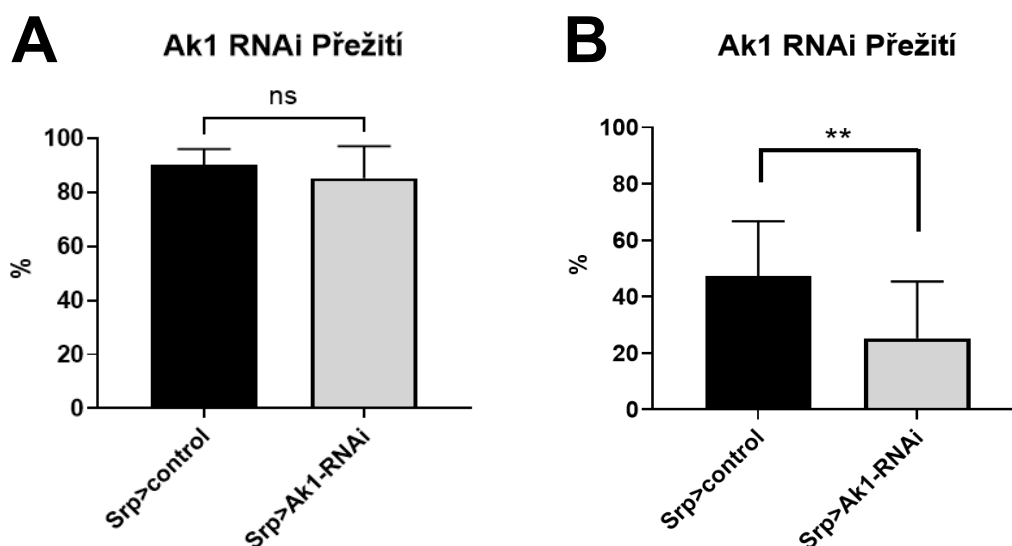 A
Ak1 RNAi Přežití
ns
100
80
60
40
20
0
%
Srp>control
Srp>Ak1-RNAi
B
Ak1 RNAi Přežití
**
100
80
60
40
20
0
%
Srp>control
Srp>Ak1-RNAi